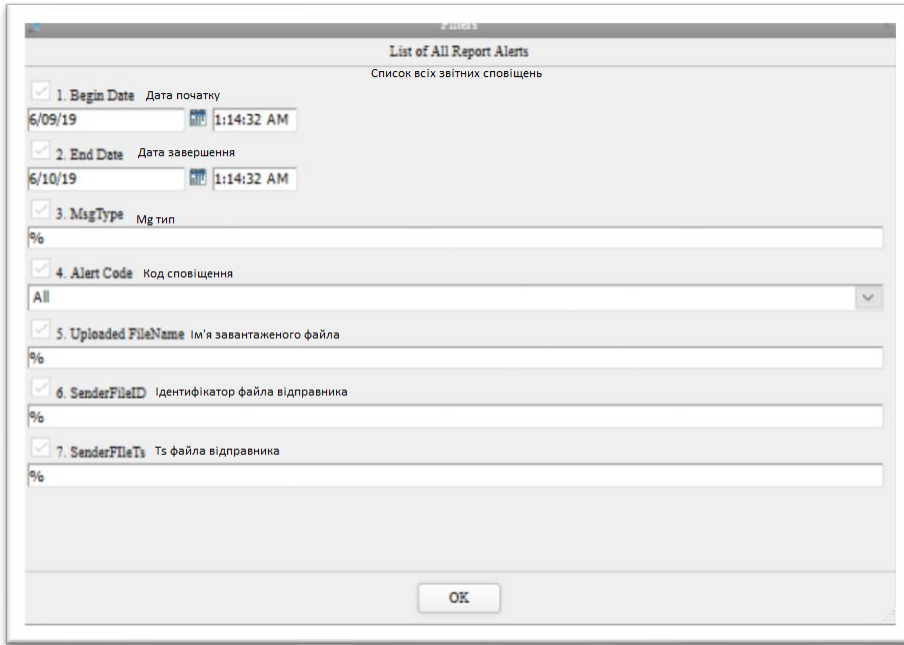 Filters
List of All Report Alerts
Список всіх звітних сповіщень
1. Begin Date Дата початку
6/09/19 1:14:32 AM
2. End Date Дата завершення
6/10/19 1:14:32 AM
3. MsgType Mg тип
%
4. Alert Code Код сповіщення
All
5. Uploaded FileName Ім'я завантаженого файла
%
6. SenderFileID Ідентифікатор файла відправника
%
7. SenderFIleTs Ts файла відправника
%
OK